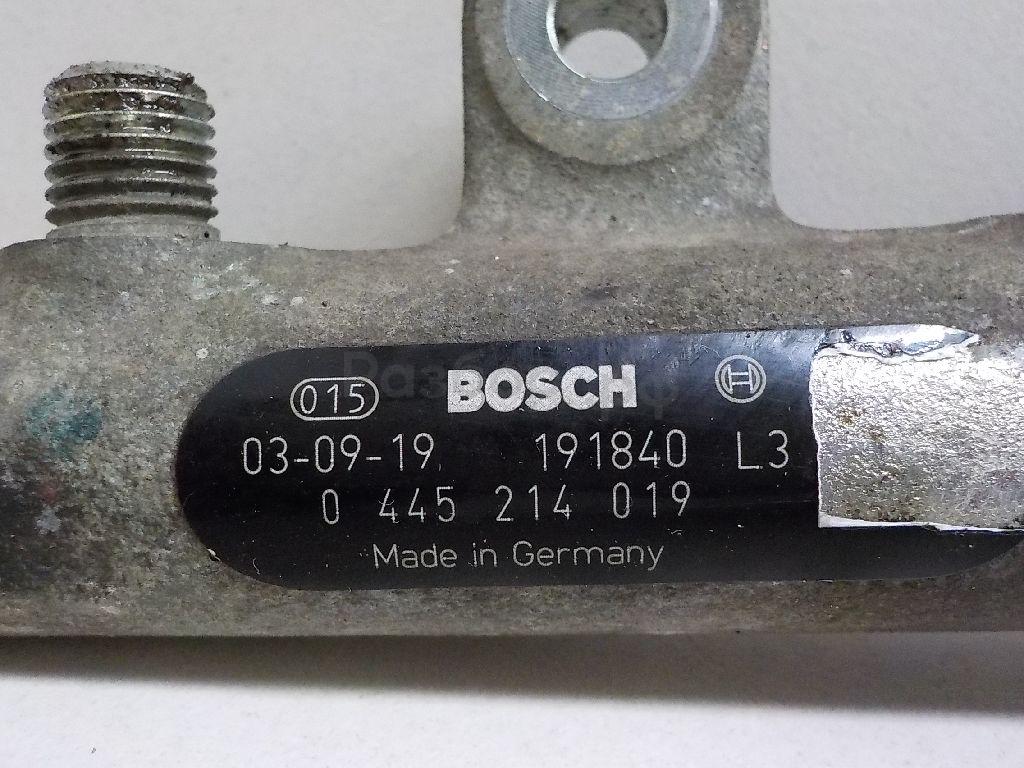 015 BOSCH
03-09-19 191840 L3
0 445 214 019
Made in Germany